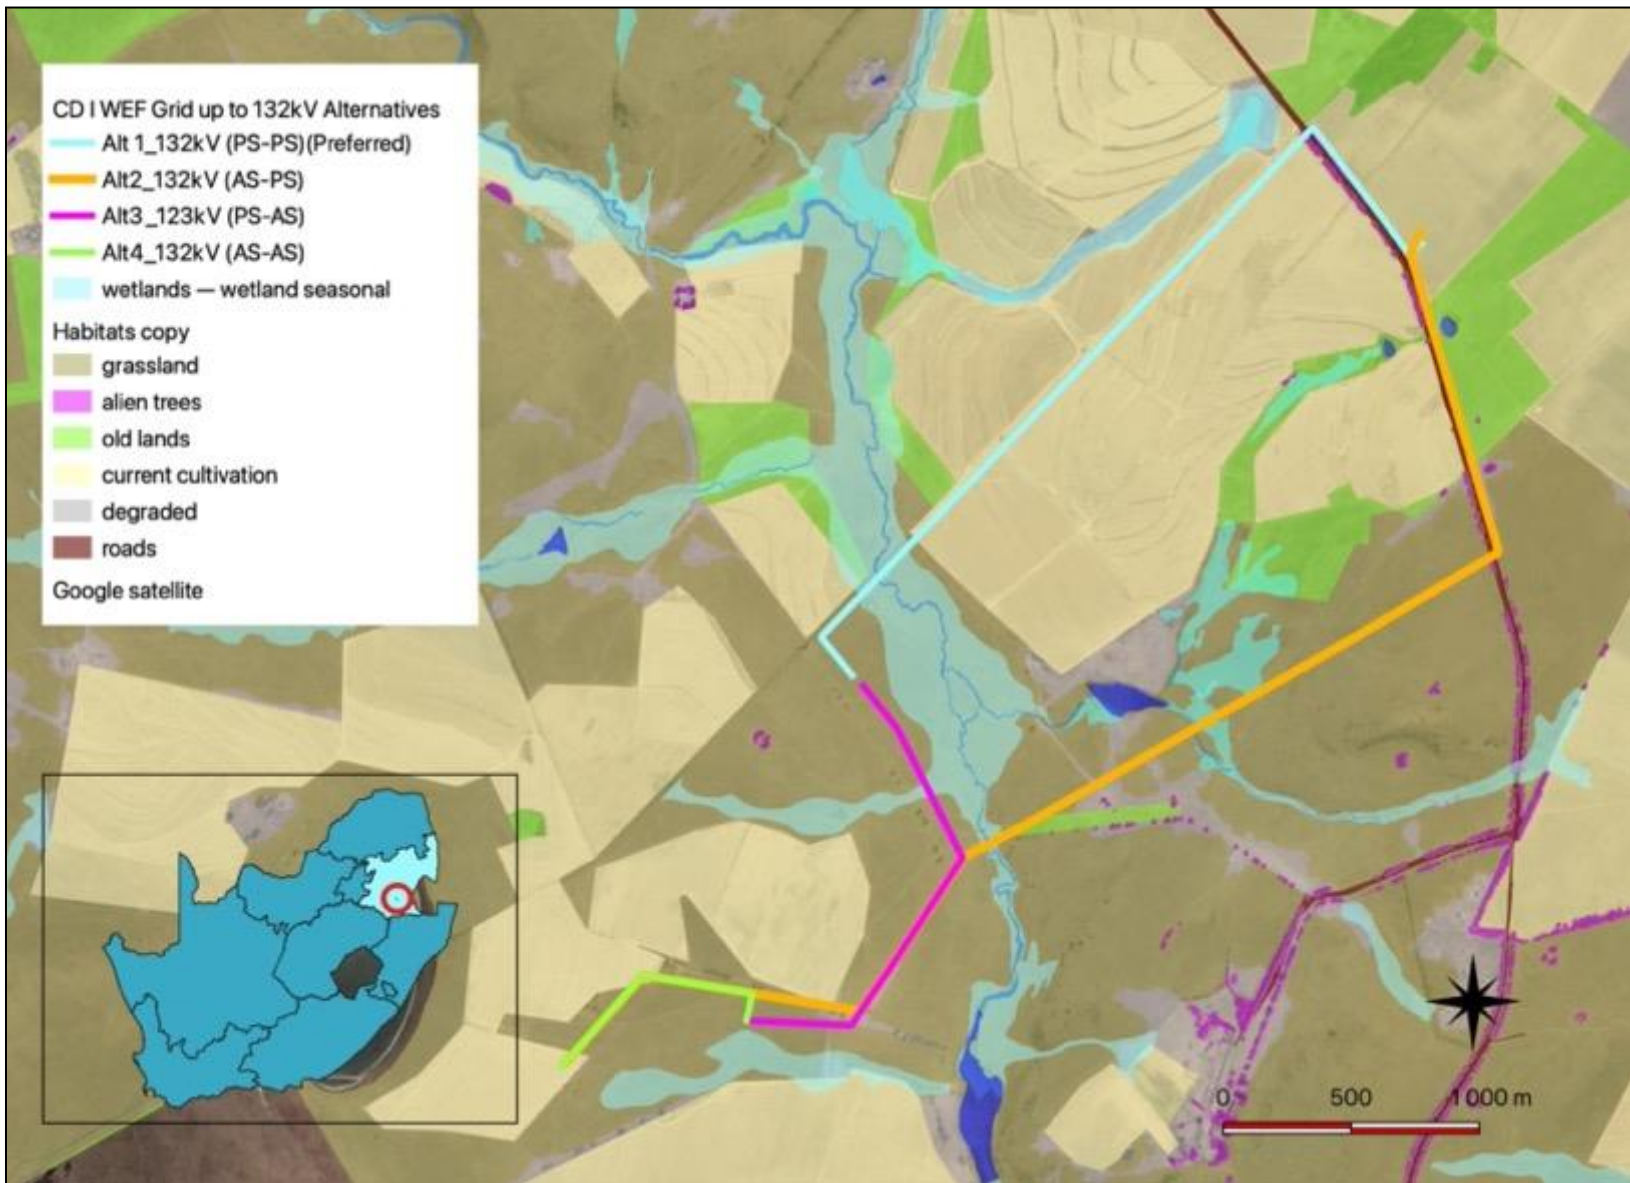 CD I WEF Grid up to 132kV Alternatives
Alt 1_132kV (PS-PS)(Preferred)
Alt2_132kV (AS-PS)
Alt3_123kV (PS-AS)
Alt4_132kV (AS-AS)
wetlands — wetland seasonal
Habitats copy
grassland
alien trees
old lands
current cultivation
degraded
roads
Google satellite
0 500 1 000 m